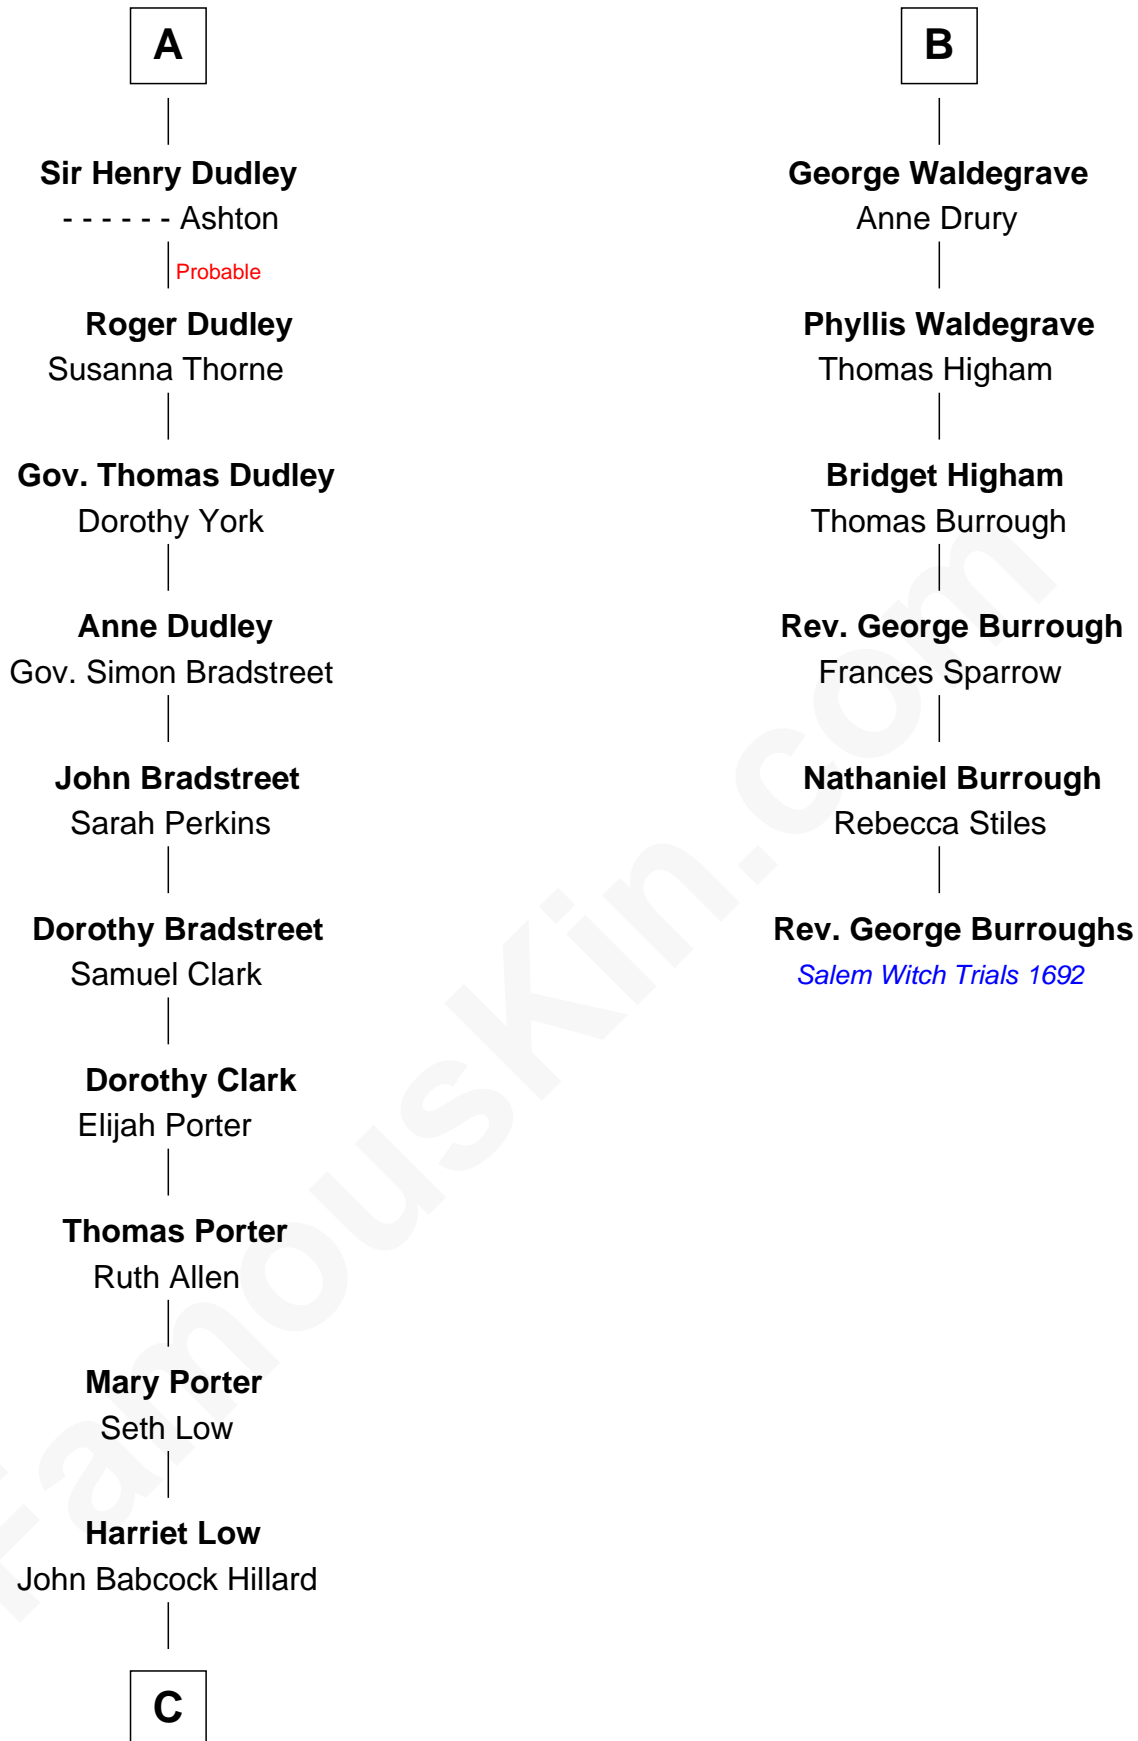 A
Sir Henry Dudley
- - - - - - Ashton
Probable
Roger Dudley
Susanna Thorne
Gov. Thomas Dudley
Dorothy York
Anne Dudley
Gov. Simon Bradstreet
John Bradstreet
Sarah Perkins
Dorothy Bradstreet
Samuel Clark
Dorothy Clark
Elijah Porter
Thomas Porter
Ruth Allen
Mary Porter
Seth Low
Harriet Low
John Babcock Hillard
C
B
George Waldegrave
Anne Drury
Phyllis Waldegrave
Thomas Higham
Bridget Higham
Thomas Burrough
Rev. George Burrough
Frances Sparrow
Nathaniel Burrough
Rebecca Stiles
Rev. George Burroughs
Salem Witch Trials 1692
FamousKin.com